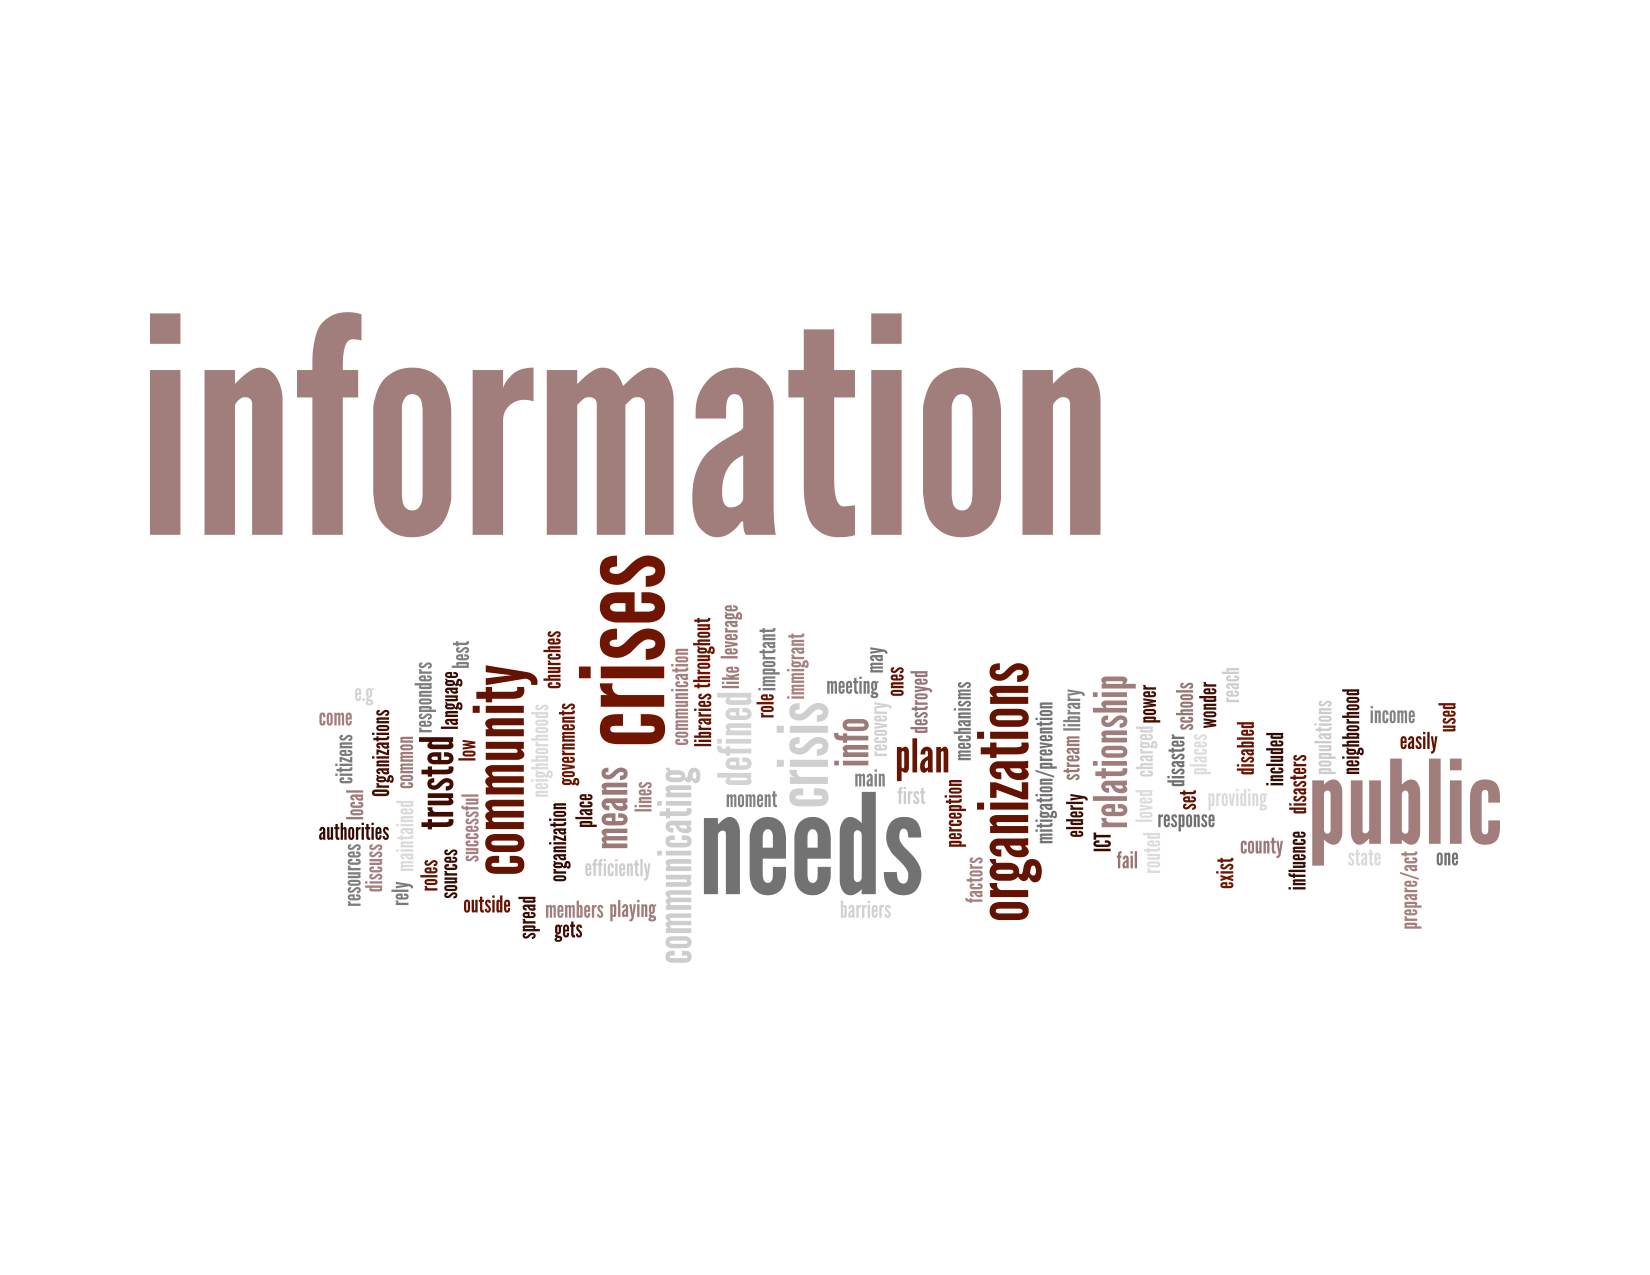 information
crises
needs
public
organizations
community
communicating
crisis
relationship
defined
trusted
means
info
plan
e.g
come
citizens
Organizations
common
responders
language
best
low
local
authorities
maintained
successful
resources
discuss
rely
roles
sources
outside
spread
gets
members
playing
churches
neighborhoods
governments
organization
place
lines
efficiently
communication
libraries
throughout
like
leverage
role
important
immigrant
moment
meeting
may
ones
recovery
destroyed
main
first
barriers
mechanisms
perception
factors
mitigation/prevention
stream
library
elderly
ICT
fail
power
charged
loved
routed
schools
wonder
reach
disaster
places
set
response
providing
disabled
included
disasters
county
exist
influence
populations
neighborhood
income
easily
used
state
prepare/act
one